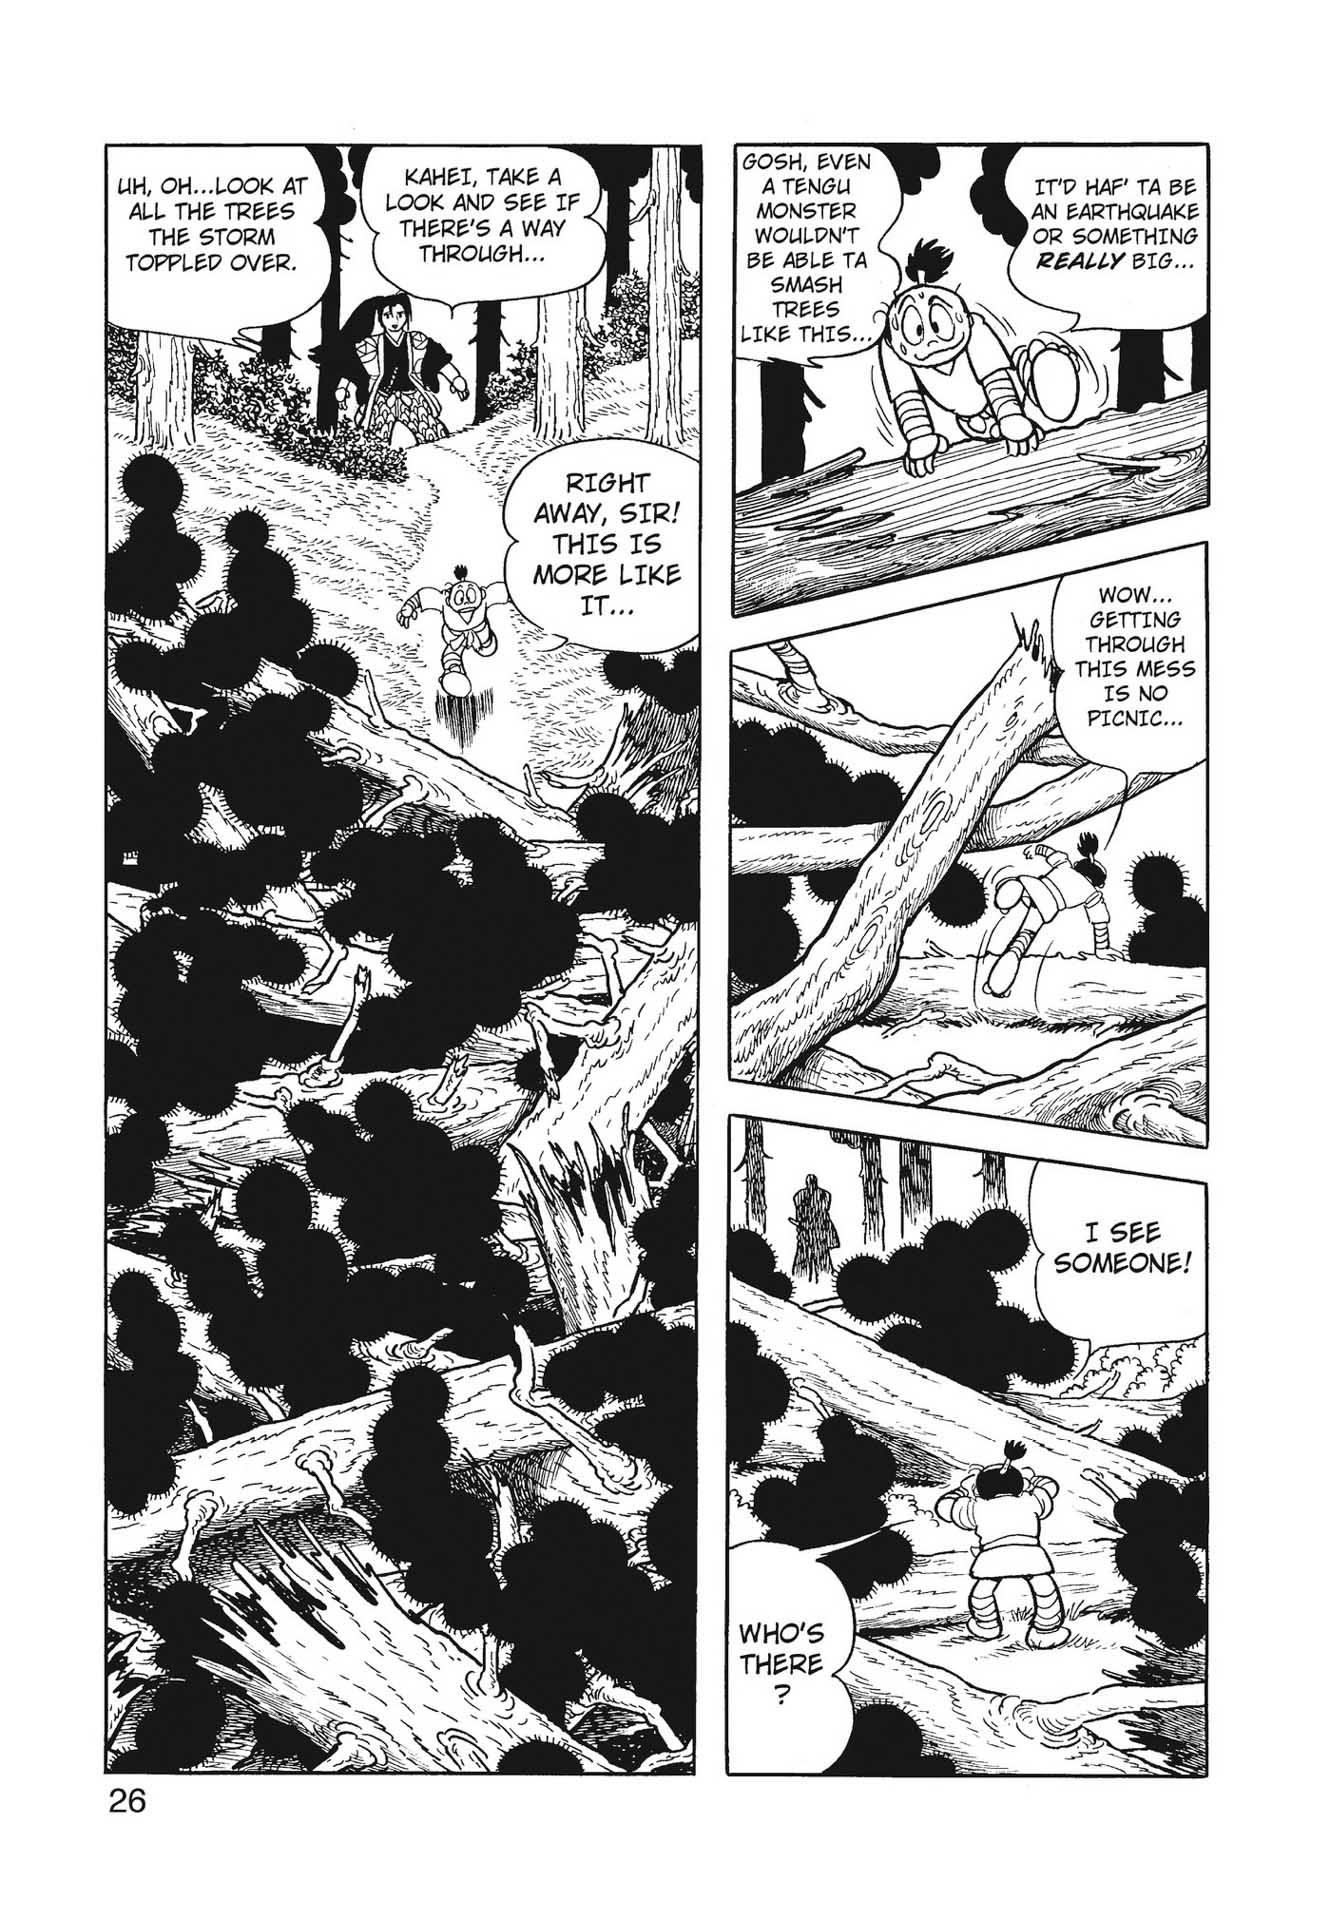 UH, OH...LOOK AT
ALL THE TREES
THE STORM
TOPPLED OVER.
KAHEI, TAKE A
LOOK AND SEE IF
THERE'S A WAY
THROUGH...
RIGHT
AWAY, SIR!
THIS IS
MORE LIKE
IT...
GOSH, EVEN
A TENGU
MONSTER
WOULDN'T
BE ABLE TA
SMASH
TREES
LIKE THIS...
IT'D HAF' TA BE
AN EARTHQUAKE
OR SOMETHING
REALLY BIG...
WOW...
GETTING
THROUGH
THIS MESS
IS NO
PICNIC...
I SEE
SOMEONE!
WHO'S
THERE
?
26